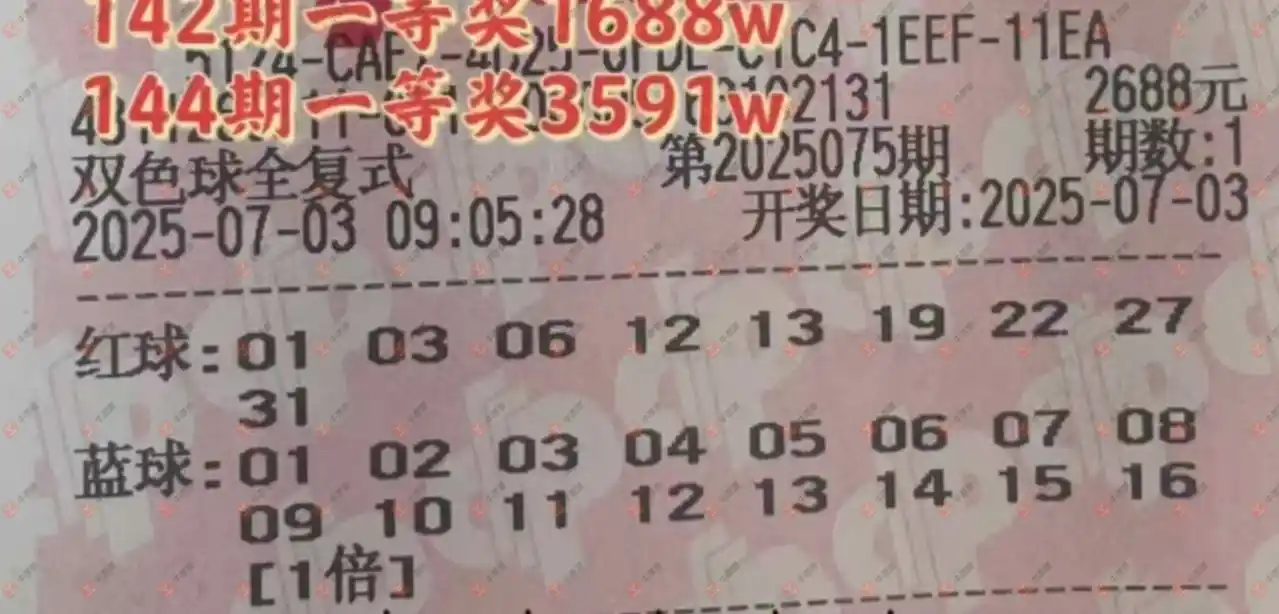 142期一等奖1688w
-C1C4-1EEF-11EA
144期一等奖3591w
2688元
双色球全复式 第2025075期 期数:1
2025-07-03 09:05:28 开奖日期:2025-07-03
红球:01 03 06 12 13 19 22 27
31
蓝球:01 02 03 04 05 06 07 08
09 10 11 12 13 14 15 16
[1倍]